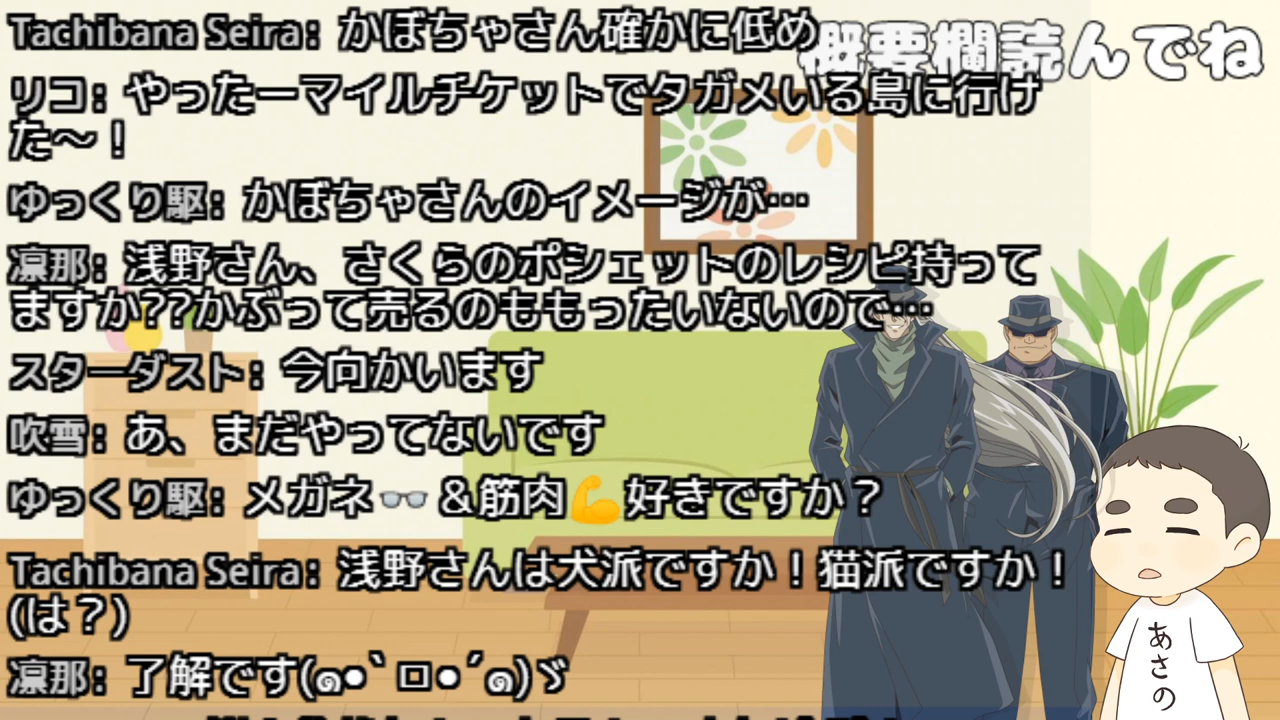 Tachibana Seira: かぼちゃさん確かに低め
概要欄読んでね
リコ: やったーマイルチケットでタガメいる島に行け
た〜！
ゆっくり駆: かぼちゃさんのイメージが…
凛那: 浅野さん、さくらのポシェットのレシピ持って
ますか??かぶって売るのももったいないので…
スターダスト: 今向かいます
吹雪: あ、まだやってないです
ゆっくり駆: メガネ👓＆筋肉💪好きですか？
Tachibana Seira: 浅野さんは犬派ですか！猫派ですか！
(は？)
凛那: 了解です(๑•̀ㅁ•́๑)ゞ
あさの